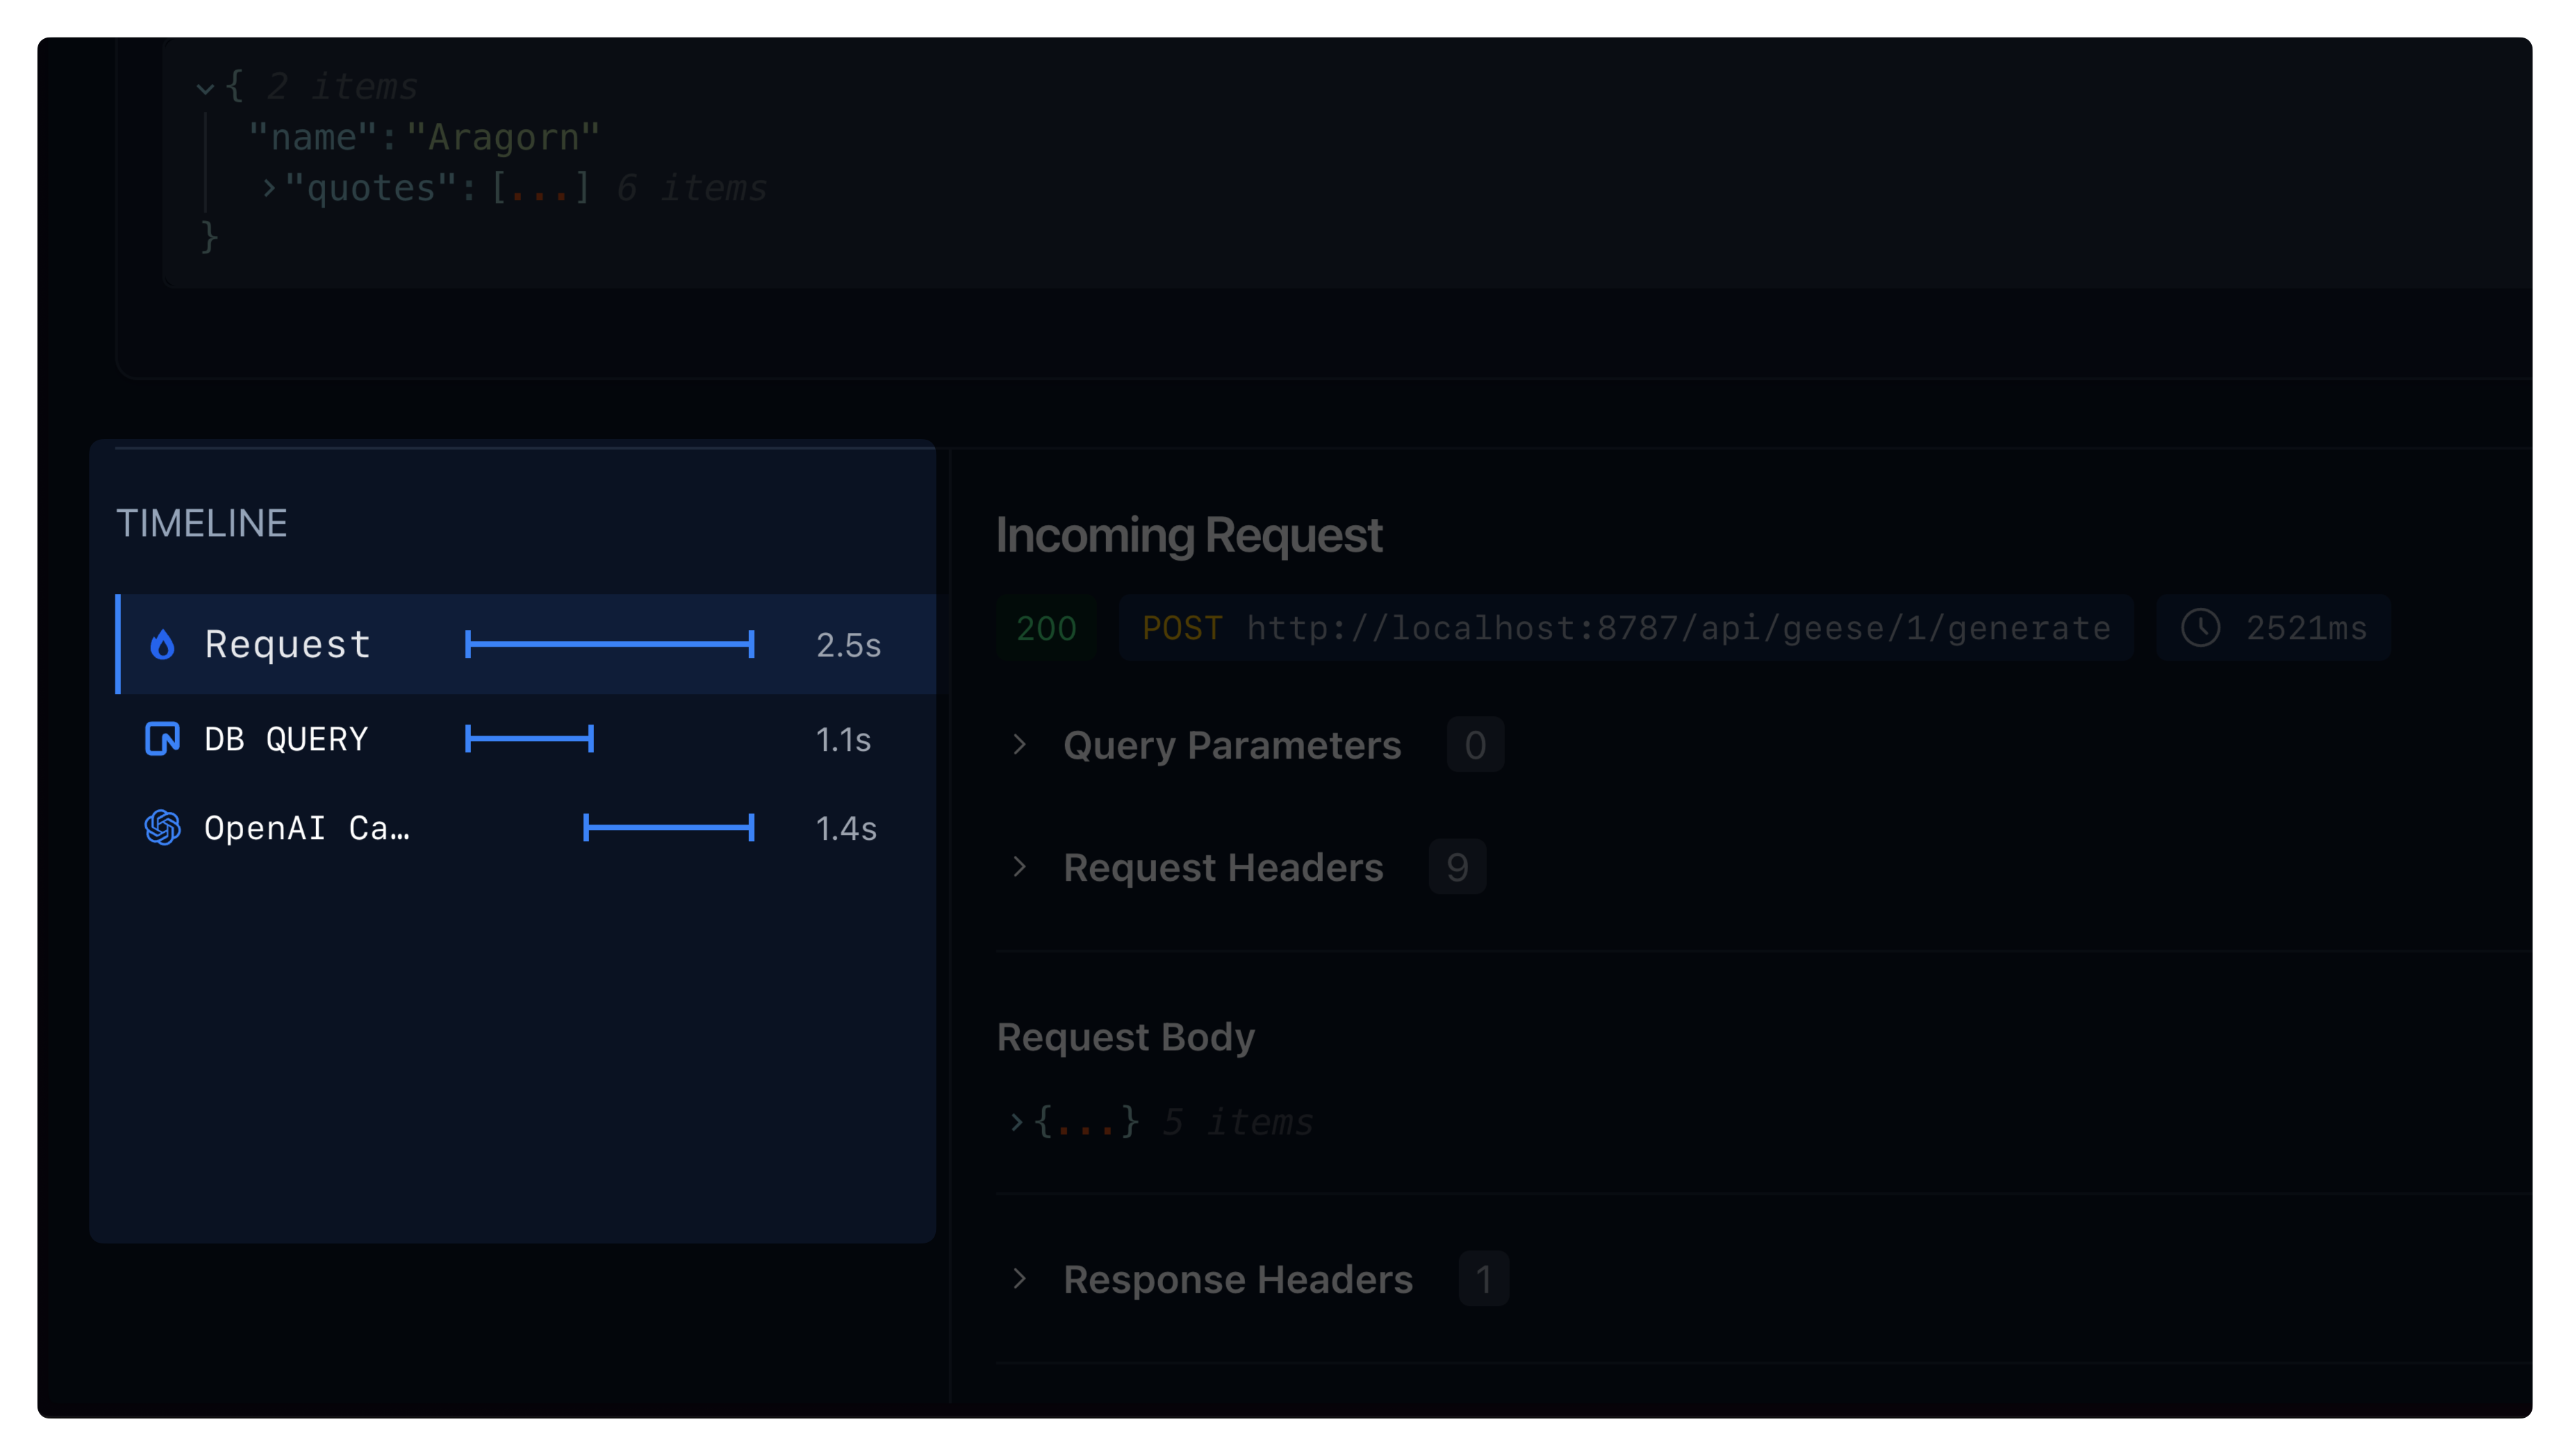 { 2 items
"name":"Aragorn"
"quotes":[...] 6 items
}
TIMELINE
Request 2.5s
DB QUERY 1.1s
OpenAI Ca… 1.4s
Incoming Request
200 POST http://localhost:8787/api/geese/1/generate 2521ms
Query Parameters 0
Request Headers 9
Request Body
{...} 5 items
Response Headers 1